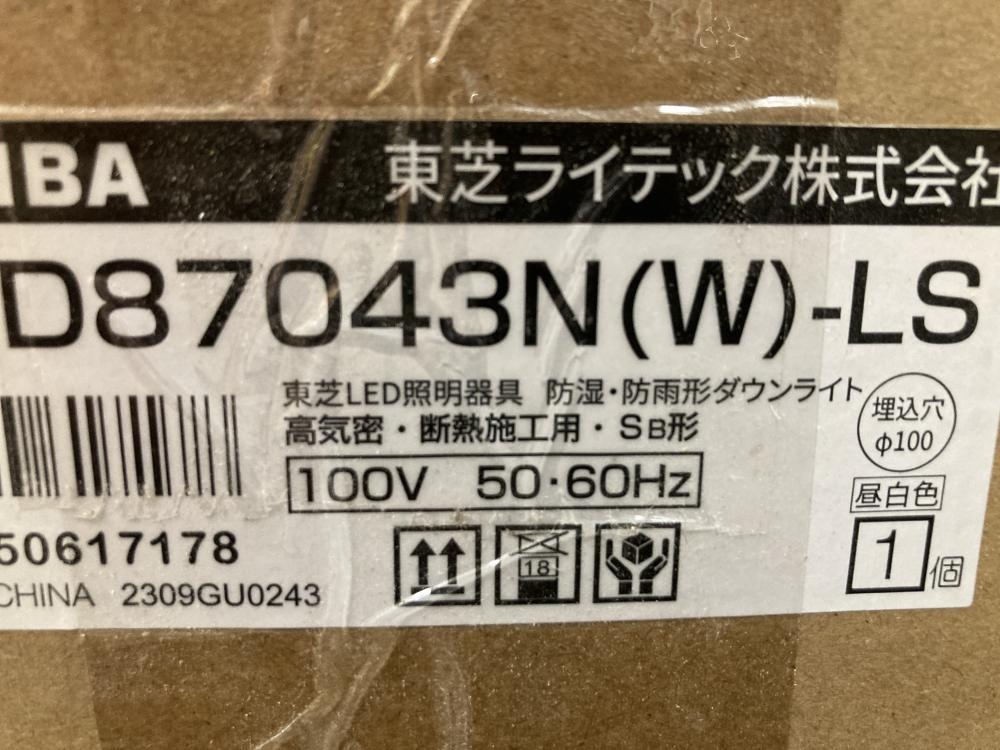 IBA 東芝ライテック株式会社
D87043N(W)-LS
東芝LED照明器具 防湿・防雨形ダウンライト
高気密・断熱施工用・SB形
埋込穴
φ100
100V 50・60Hz
昼白色
50617178
18
1個
CHINA 2309GU0243